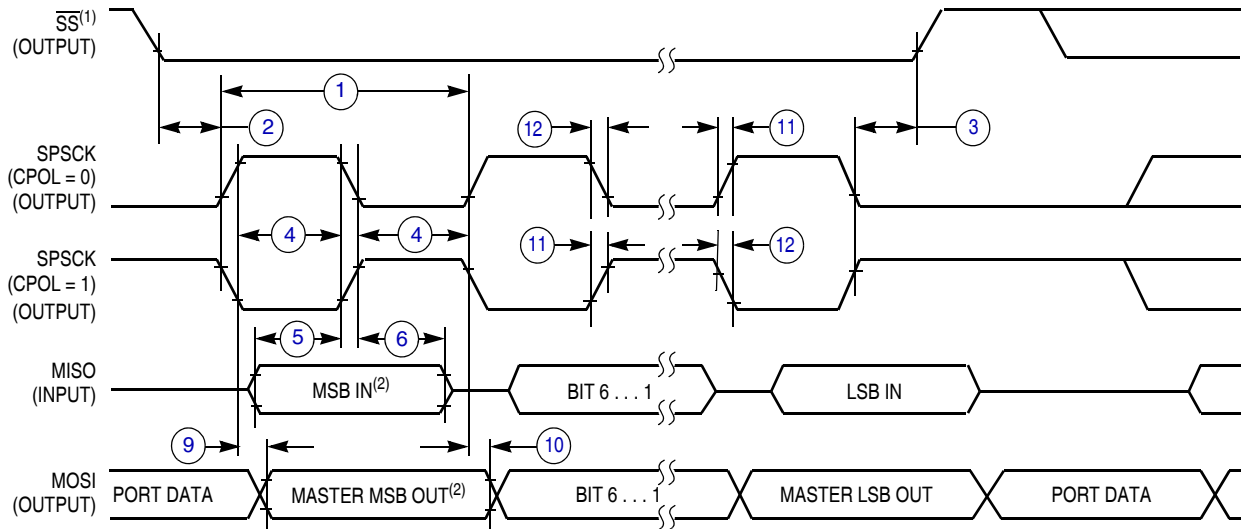 SS(1)
(OUTPUT)
1
2
12
11
3
SPSCK
(CPOL = 0)
(OUTPUT)
4
4
11
12
SPSCK
(CPOL = 1)
(OUTPUT)
5
6
MISO
(INPUT)
MSB IN(2)
BIT 6 . . . 1
LSB IN
9
10
MOSI
(OUTPUT)
PORT DATA
MASTER MSB OUT(2)
BIT 6 . . . 1
MASTER LSB OUT
PORT DATA